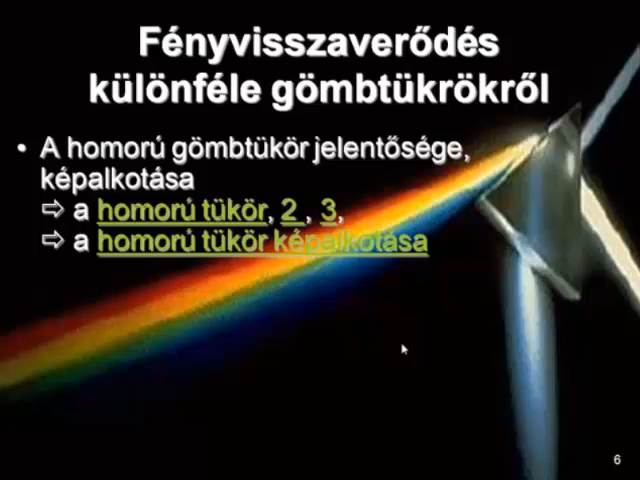 Fényvisszaverődés
különféle gömbtükrökről
• A homorú gömbtükör jelentősége,
képalkotása
⇨ a homorú tükör, 2 , 3,
⇨ a homorú tükör képalkotása
6